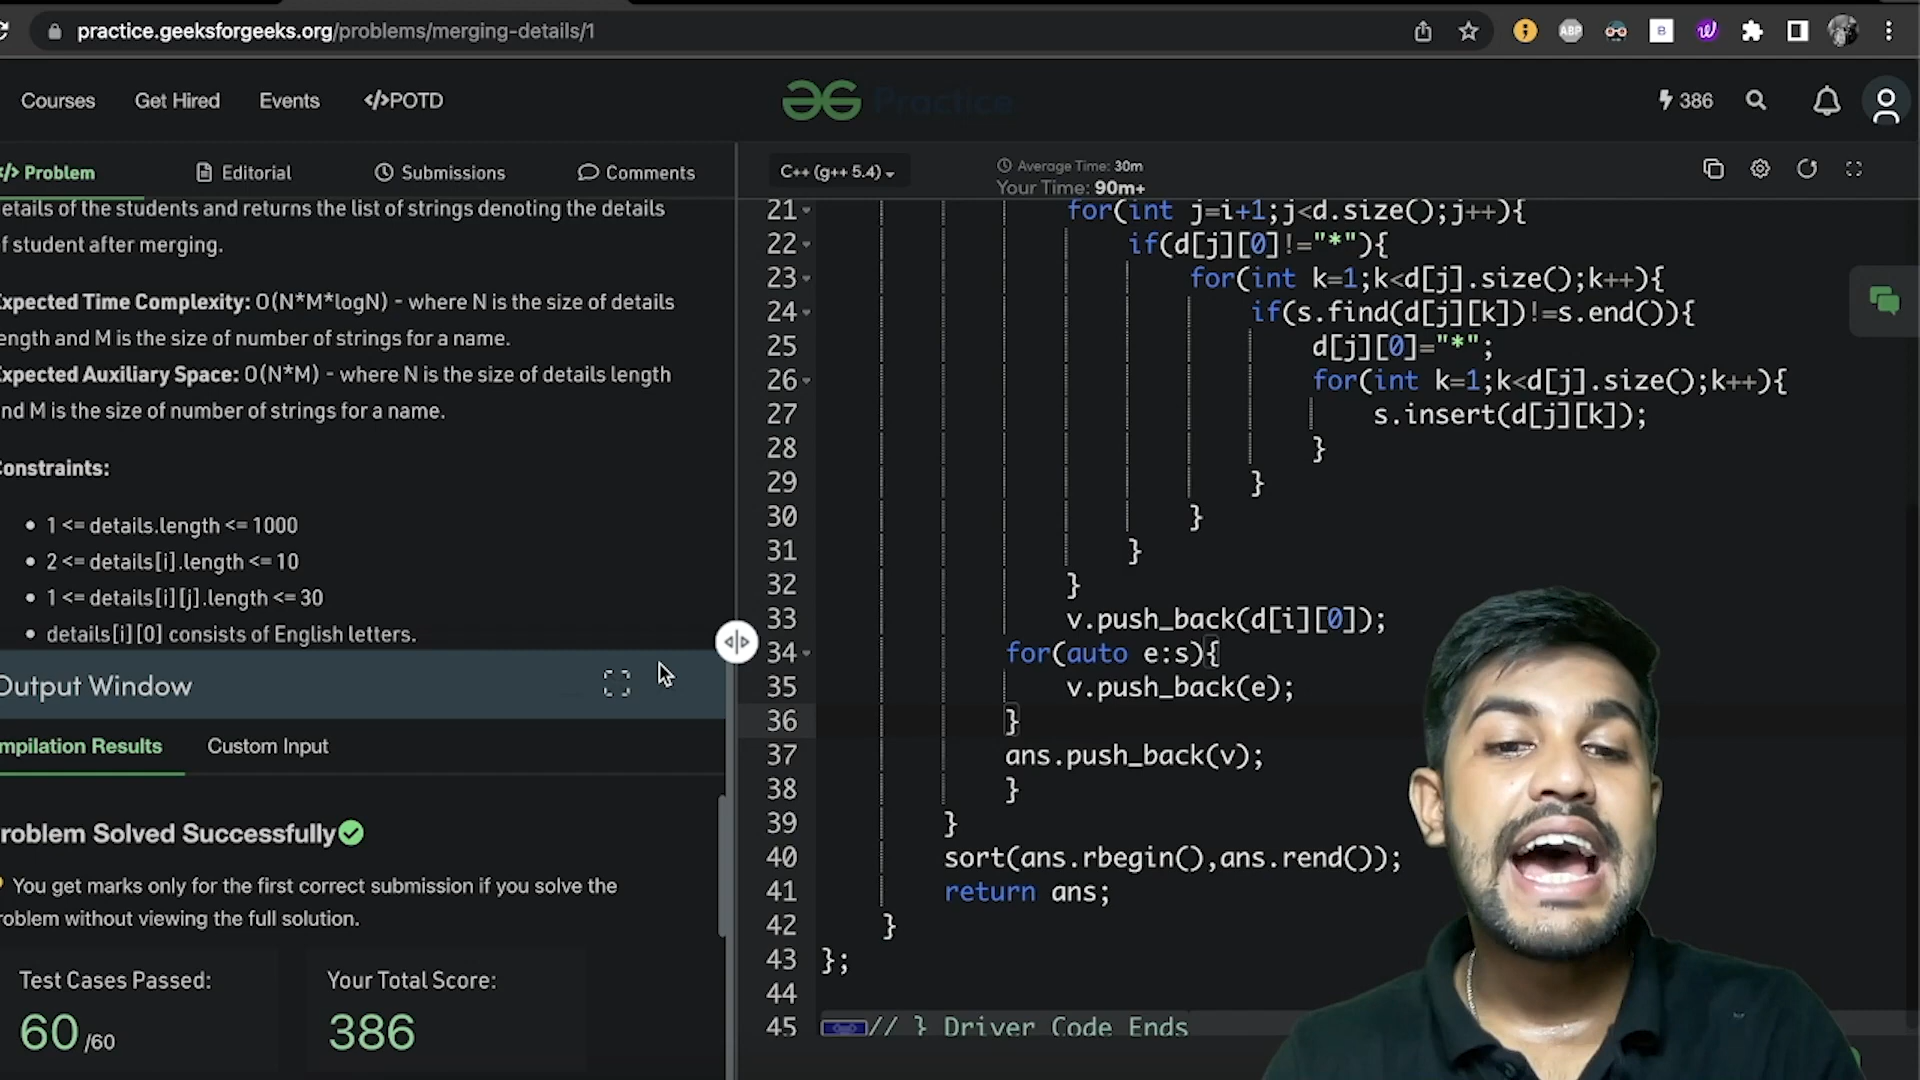 practice.geeksforgeeks.org/problems/merging-details/1
ABP
B
Courses
Get Hired
Events
</>POTD
Practice
386
</> Problem
Editorial
Submissions
Comments
C++ (g++ 5.4)
Average Time: 30m
Your Time: 90m+
etails of the students and returns the list of strings denoting the details
f student after merging.
xpected Time Complexity: O(N*M*logN) - where N is the size of details
ength and M is the size of number of strings for a name.
xpected Auxiliary Space: O(N*M) - where N is the size of details length
nd M is the size of number of strings for a name.
onstraints:
• 1 <= details.length <= 1000
• 2 <= details[i].length <= 10
• 1 <= details[i][j].length <= 30
• details[i][0] consists of English letters.
Output Window
mpilation Results
Custom Input
roblem Solved Successfully
You get marks only for the first correct submission if you solve the
roblem without viewing the full solution.
Test Cases Passed:
60 /60
Your Total Score:
386
21 for(int j=i+1;j<d.size();j++){
22 if(d[j][0]!="*"){
23 for(int k=1;k<d[j].size();k++){
24 if(s.find(d[j][k])!=s.end()){
25 d[j][0]="*";
26 for(int k=1;k<d[j].size();k++){
27 s.insert(d[j][k]);
28 }
29 }
30 }
31 }
32 }
33 v.push_back(d[i][0]);
34 for(auto e:s){
35 v.push_back(e);
36 }
37 ans.push_back(v);
38 }
39 }
40 sort(ans.rbegin(),ans.rend());
41 return ans;
42 }
43 };
44
45 // } Driver Code Ends